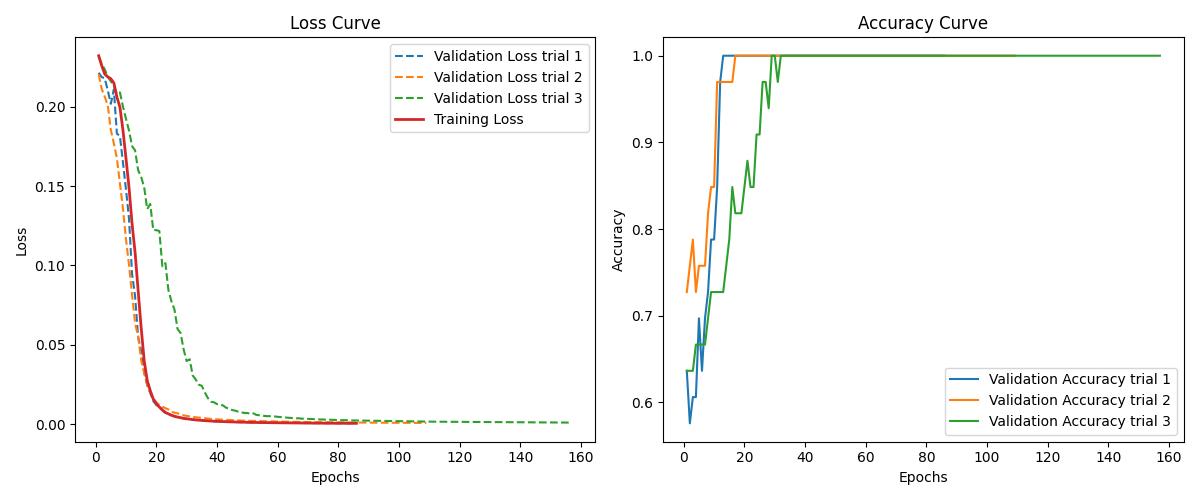 Loss Curve
Loss
0.20
0.15
0.10
0.05
0.00
0 20 40 60 80 100 120 140 160
Epochs
Validation Loss trial 1
Validation Loss trial 2
Validation Loss trial 3
Training Loss
Accuracy Curve
Accuracy
1.0
0.9
0.8
0.7
0.6
0 20 40 60 80 100 120 140 160
Epochs
Validation Accuracy trial 1
Validation Accuracy trial 2
Validation Accuracy trial 3